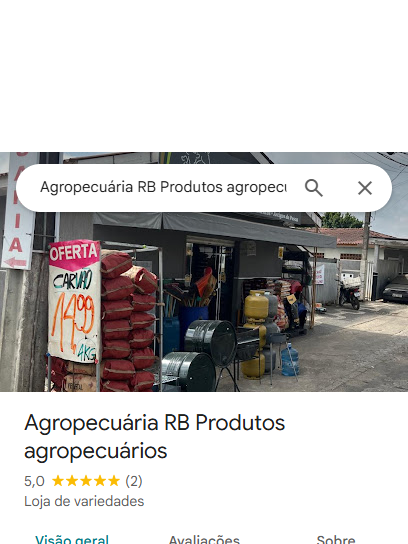 Agropecuária RB Produtos agropecu
OFERTA
CARVÃO
14,99
4KG
Agropecuária RB Produtos
agropecuários
5,0 ★★★★★ (2)
Loja de variedades
Visão geral Avaliações Sobre